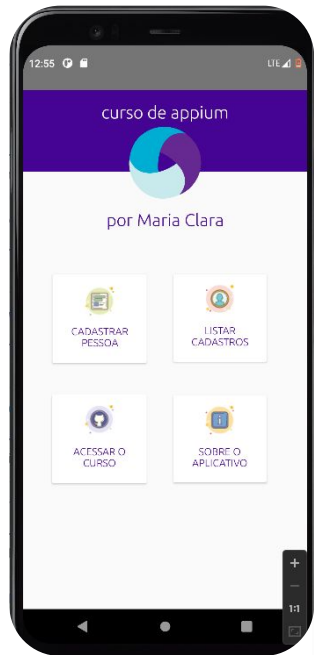 12:55
LTE
curso de appium
por Maria Clara
CADASTRAR
PESSOA
LISTAR
CADASTROS
ACESSAR O
CURSO
SOBRE O
APLICATIVO
1:1